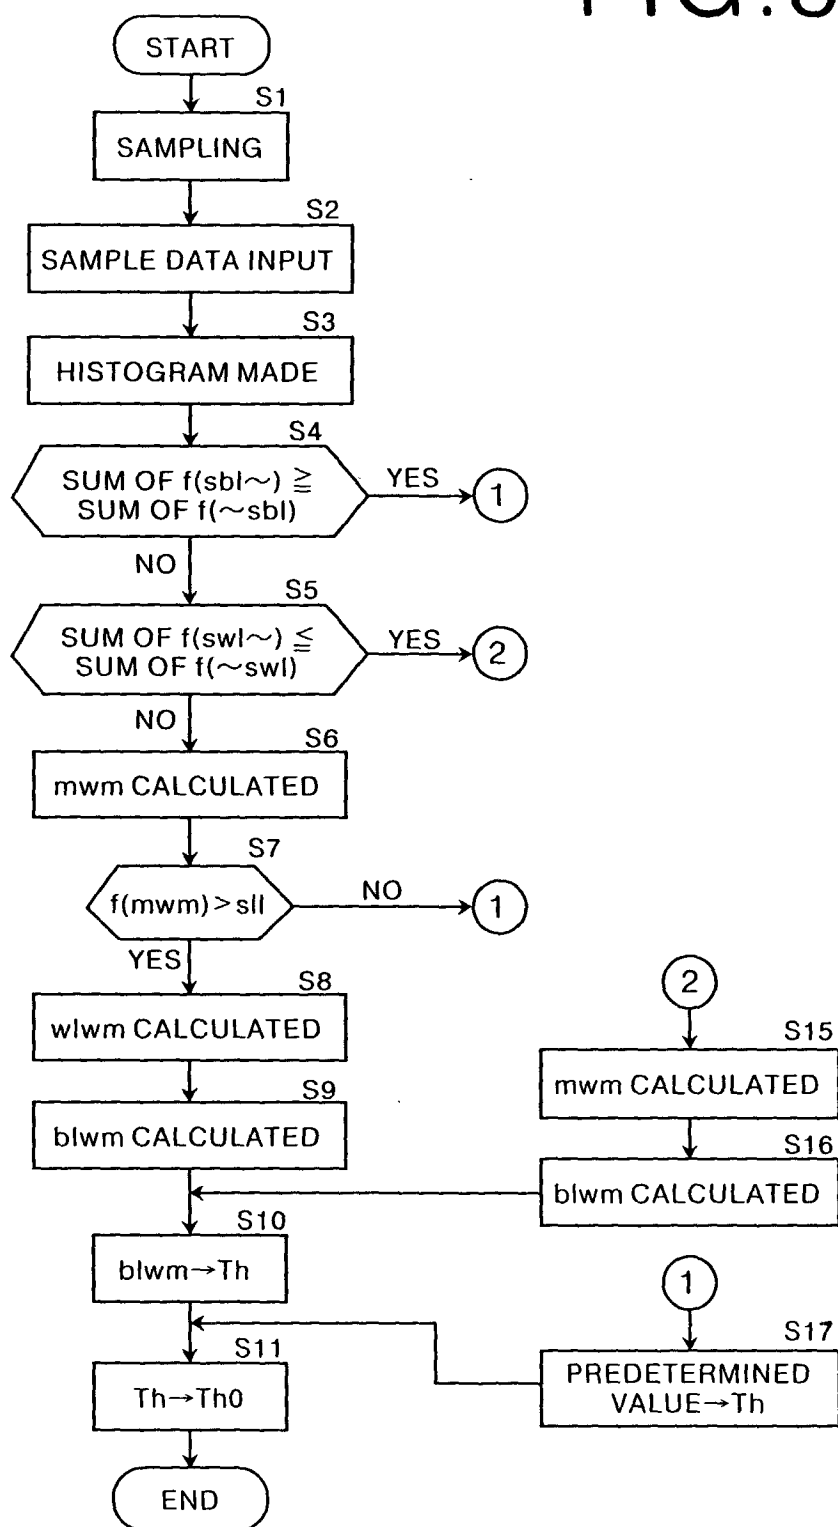 FIG.
START
S1
SAMPLING
S2
SAMPLE DATA INPUT
S3
HISTOGRAM MADE
S4
SUM OF f(sbl~) ≧
SUM OF f(~sbl)
YES
1
NO
S5
SUM OF f(swl~) ≦
SUM OF f(~swl)
YES
2
NO
S6
mwm CALCULATED
S7
f(mwm) > sll
NO
1
YES
S8
wlwm CALCULATED
S9
blwm CALCULATED
2
S15
mwm CALCULATED
S16
blwm CALCULATED
S10
blwm→Th
1
S17
PREDETERMINED
VALUE→Th
S11
Th→Th0
END